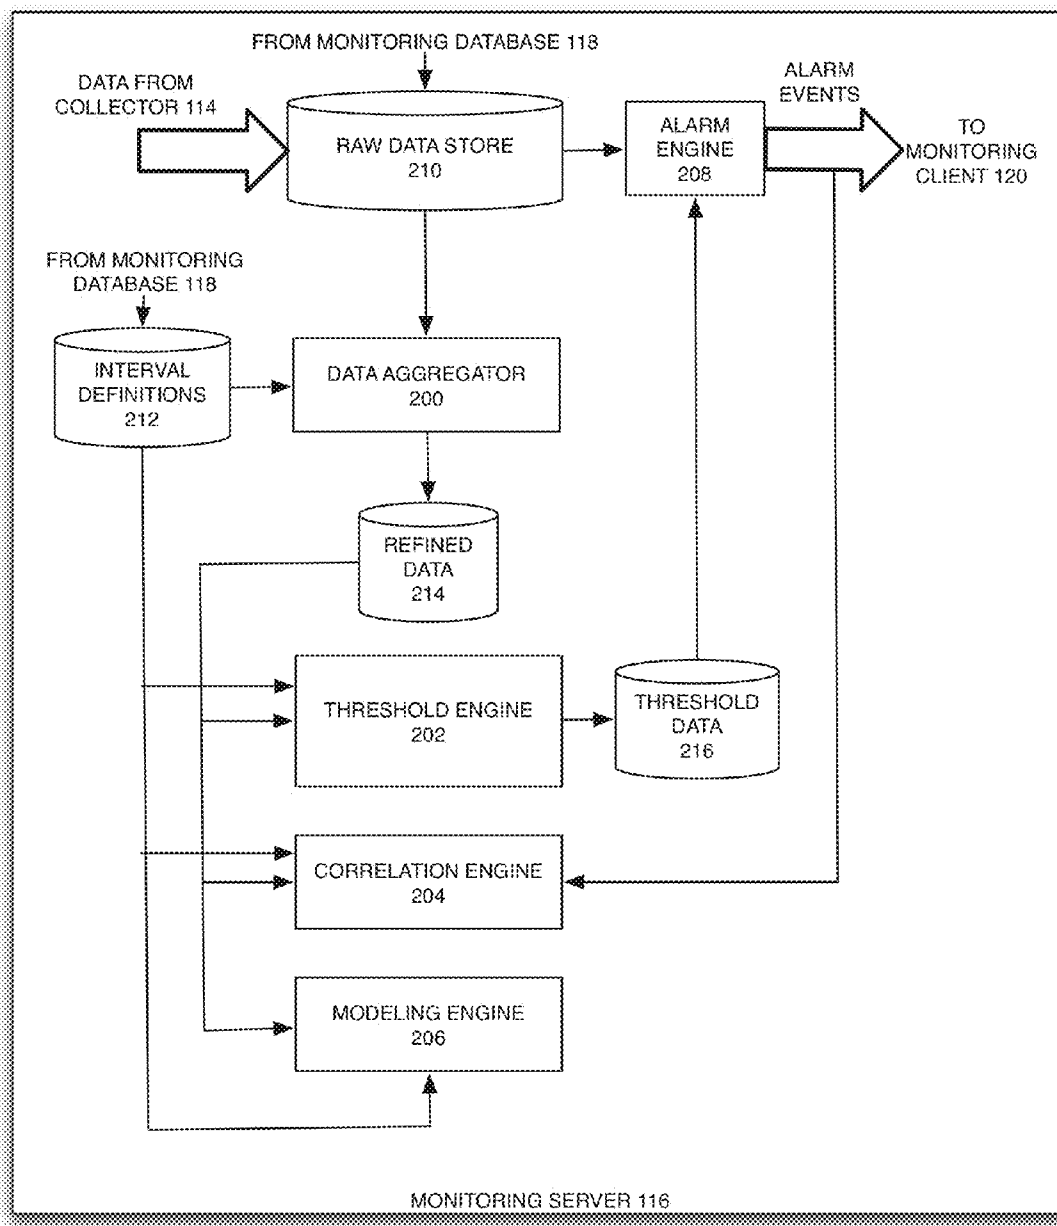 FROM MONITORING DATABASE 118
DATA FROM
COLLECTOR 114
RAW DATA STORE
210
ALARM
ENGINE
208
ALARM
EVENTS
TO
MONITORING
CLIENT 120
FROM MONITORING
DATABASE 118
INTERVAL
DEFINITIONS
212
DATA AGGREGATOR
200
REFINED
DATA
214
THRESHOLD ENGINE
202
THRESHOLD
DATA
216
CORRELATION ENGINE
204
MODELING ENGINE
206
MONITORING SERVER 116